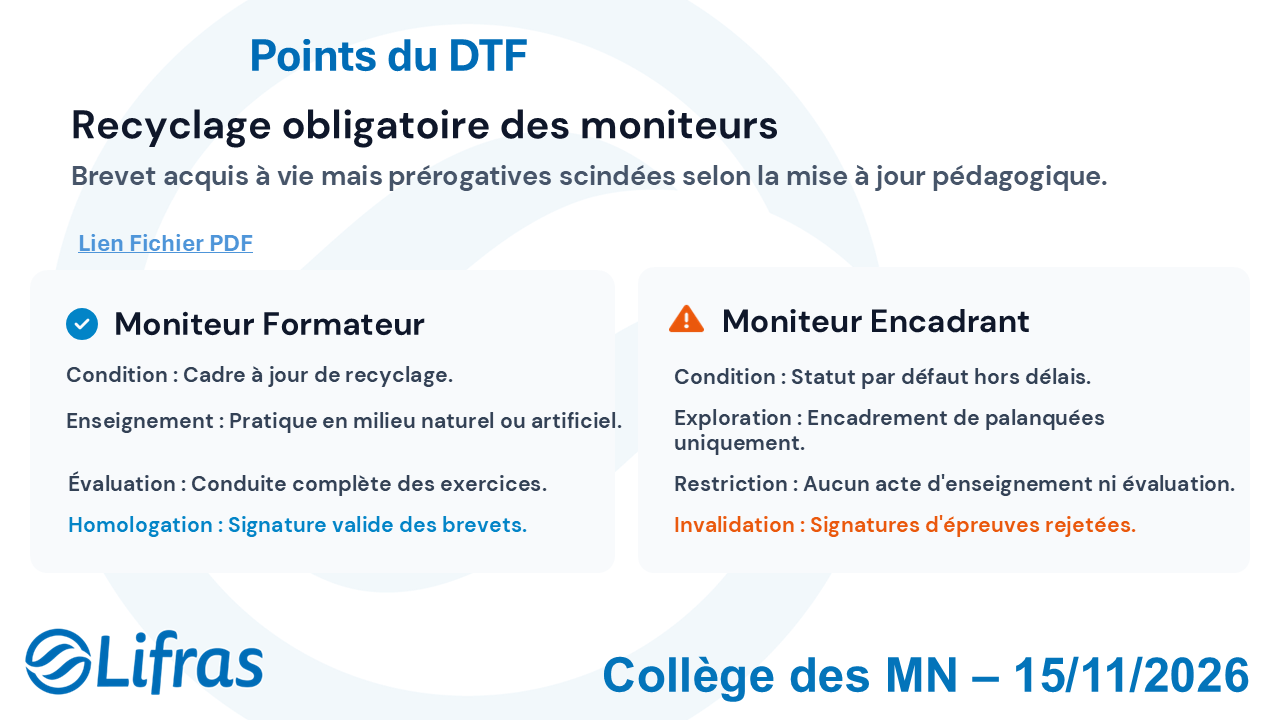 Points du DTF
Recyclage obligatoire des moniteurs
Brevet acquis à vie mais prérogatives scindées selon la mise à jour pédagogique.
Lien Fichier PDF
Moniteur Formateur
Condition : Cadre à jour de recyclage.
Enseignement : Pratique en milieu naturel ou artificiel.
Évaluation : Conduite complète des exercices.
Homologation : Signature valide des brevets.
Moniteur Encadrant
Condition : Statut par défaut hors délais.
Exploration : Encadrement de palanquées
uniquement.
Restriction : Aucun acte d'enseignement ni évaluation.
Invalidation : Signatures d'épreuves rejetées.
Lifras
Collège des MN – 15/11/2026